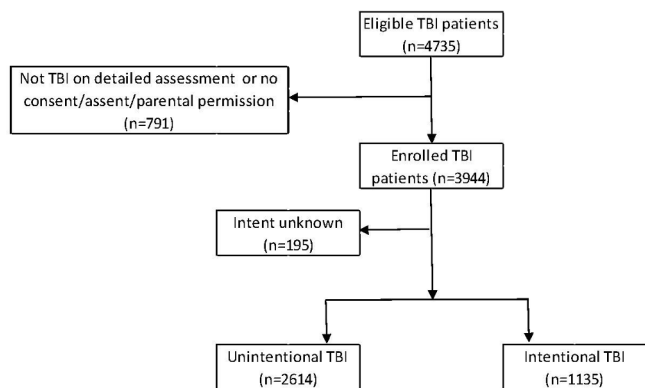 Eligible TBI patients
(n=4735)
Not TBI on detailed assessment or no
consent/assent/parental permission
(n=791)
Enrolled TBI
patients (n=3944)
Intent unknown
(n=195)
Unintentional TBI
(n=2614)
Intentional TBI
(n=1135)